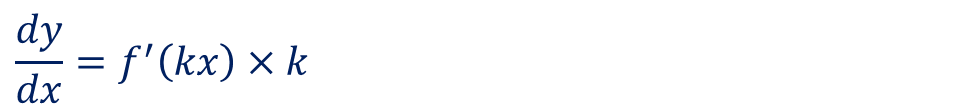 dy/dx = f′(kx) × k